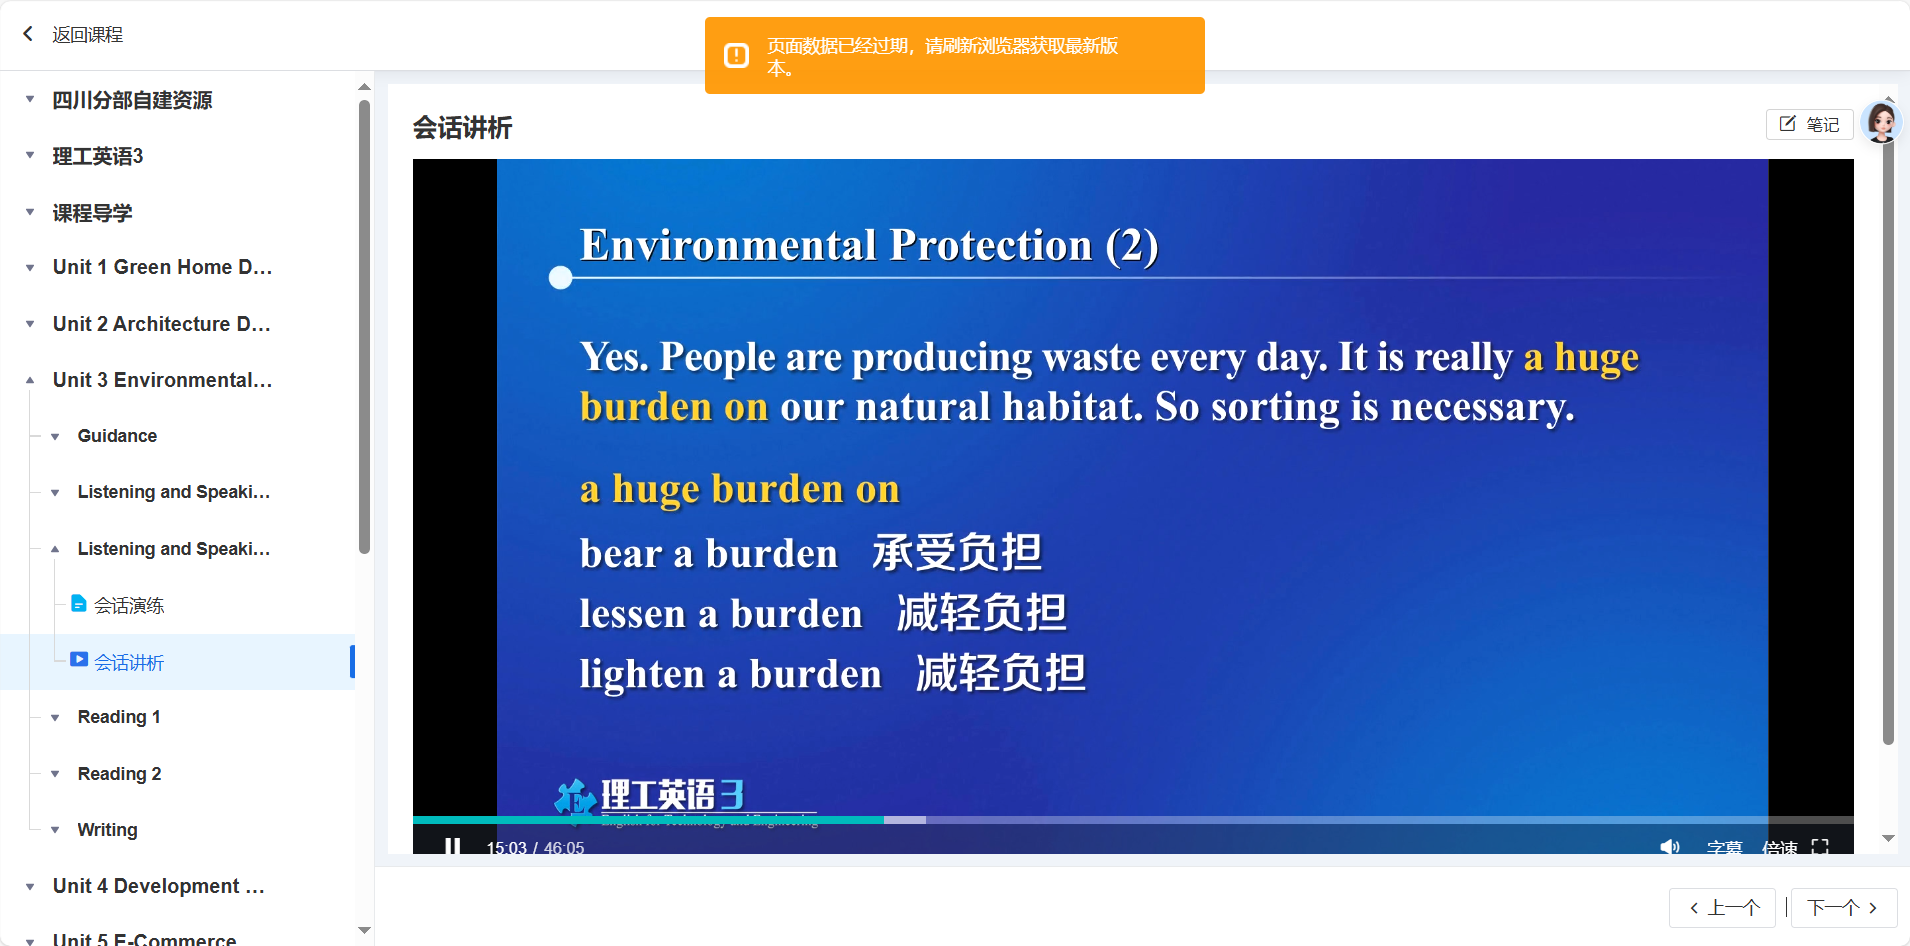 返回课程
页面数据已经过期，请刷新浏览器获取最新版
本。
四川分部自建资源
理工英语3
课程导学
Unit 1 Green Home D...
Unit 2 Architecture D...
Unit 3 Environmental...
Guidance
Listening and Speaki...
Listening and Speaki...
会话演练
会话讲析
Reading 1
Reading 2
Writing
Unit 4 Development ...
Unit 5 E-Commerce
会话讲析
笔记
Environmental Protection (2)
Yes. People are producing waste every day. It is really a huge
burden on our natural habitat. So sorting is necessary.
a huge burden on
bear a burden 承受负担
lessen a burden 减轻负担
lighten a burden 减轻负担
理工英语3
English for Technology and Engineering
15:03 / 46:05
字幕
倍速
上一个
下一个